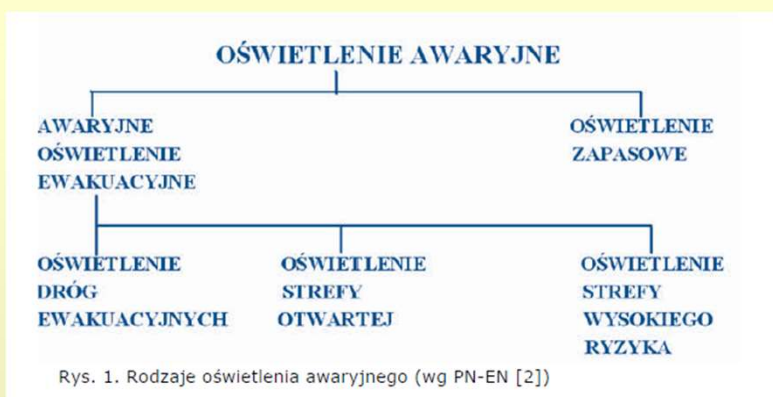 OŚWIETLENIE AWARYJNE
AWARYJNE
OŚWIETLENIE
EWAKUACYJNE
OŚWIETLENIE
ZAPASOWE
OŚWIETLENIE
DRÓG
EWAKUACYJNYCH
OŚWIETLENIE
STREFY
OTWARTEJ
OŚWIETLENIE
STREFY
WYSOKIEGO
RYZYKA
Rys. 1. Rodzaje oświetlenia awaryjnego (wg PN-EN [2])